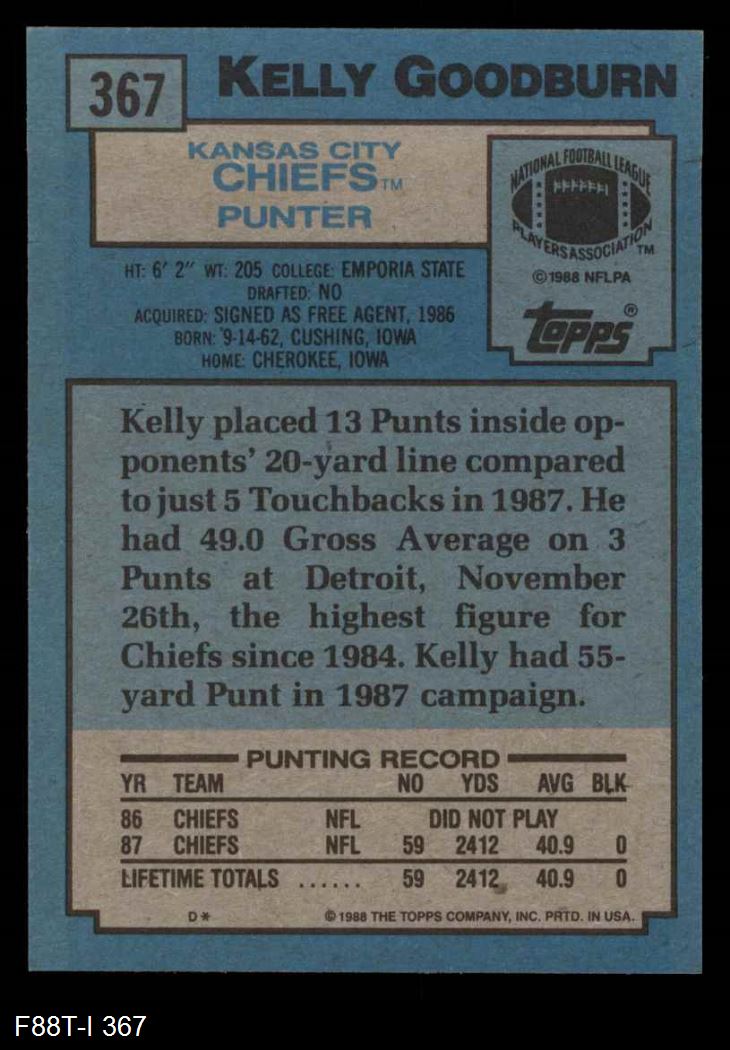 367
KELLY GOODBURN
KANSAS CITY
CHIEFS™
PUNTER
NATIONAL FOOTBALL LEAGUE
PLAYERS ASSOCIATION™
©1988 NFLPA
Topps®
HT: 6' 2" WT: 205 COLLEGE: EMPORIA STATE
DRAFTED: NO
ACQUIRED: SIGNED AS FREE AGENT, 1986
BORN: 9-14-62, CUSHING, IOWA
HOME: CHEROKEE, IOWA
Kelly placed 13 Punts inside op-
ponents' 20-yard line compared
to just 5 Touchbacks in 1987. He
had 49.0 Gross Average on 3
Punts at Detroit, November
26th, the highest figure for
Chiefs since 1984. Kelly had 55-
yard Punt in 1987 campaign.
PUNTING RECORD
YR TEAM NO YDS AVG BLK
86 CHIEFS NFL DID NOT PLAY
87 CHIEFS NFL 59 2412 40.9 0
LIFETIME TOTALS ...... 59 2412 40.9 0
D* ©1988 THE TOPPS COMPANY, INC. PRTD. IN USA.
F88T-I 367